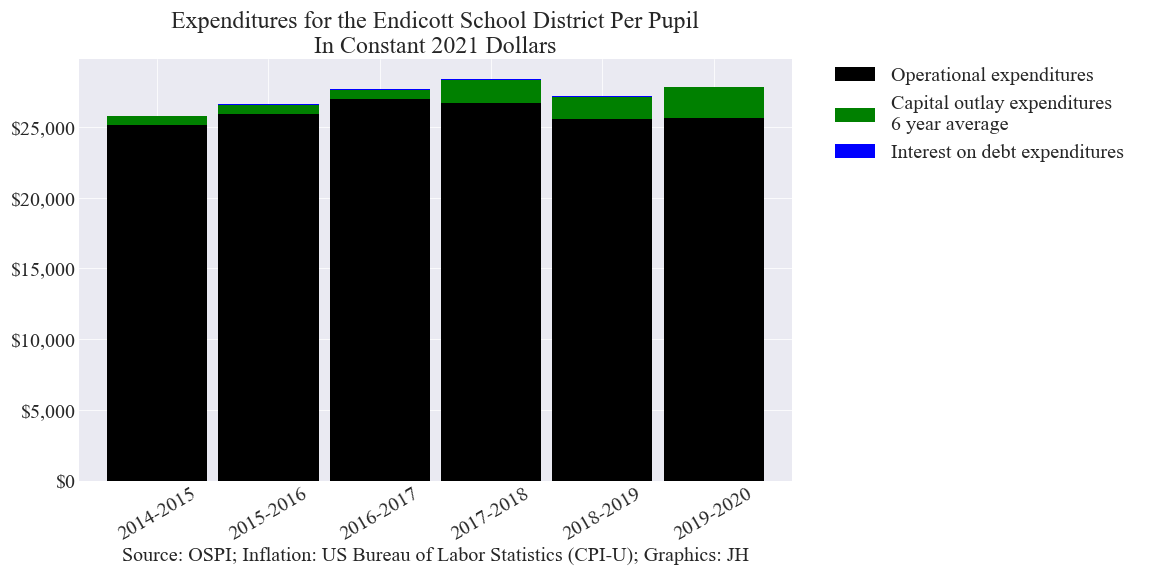 Expenditures for the Endicott School District Per Pupil
In Constant 2021 Dollars
Operational expenditures
Capital outlay expenditures
6 year average
Interest on debt expenditures
$25,000
$20,000
$15,000
$10,000
$5,000
$0
2014-2015
2015-2016
2016-2017
2017-2018
2018-2019
2019-2020
Source: OSPI; Inflation: US Bureau of Labor Statistics (CPI-U); Graphics: JH